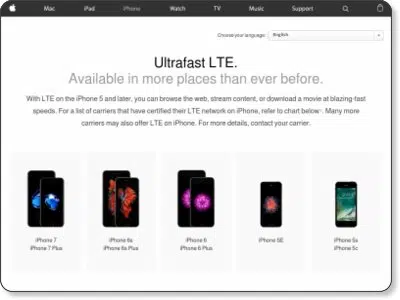 Mac iPad iPhone Watch TV Music Support
Choose your language: English
Ultrafast LTE.
Available in more places than ever before.
With LTE on the iPhone 5 and later, you can browse the web, stream content, or download a movie at blazing-fast
speeds. For a list of carriers that have certified their LTE network on iPhone, refer to chart below. Many more
carriers may also offer LTE on iPhone. For more details, contact your carrier.
iPhone 7 iPhone 6s iPhone 6 iPhone SE iPhone 5s
iPhone 7 Plus iPhone 6s Plus iPhone 6 Plus iPhone 5c